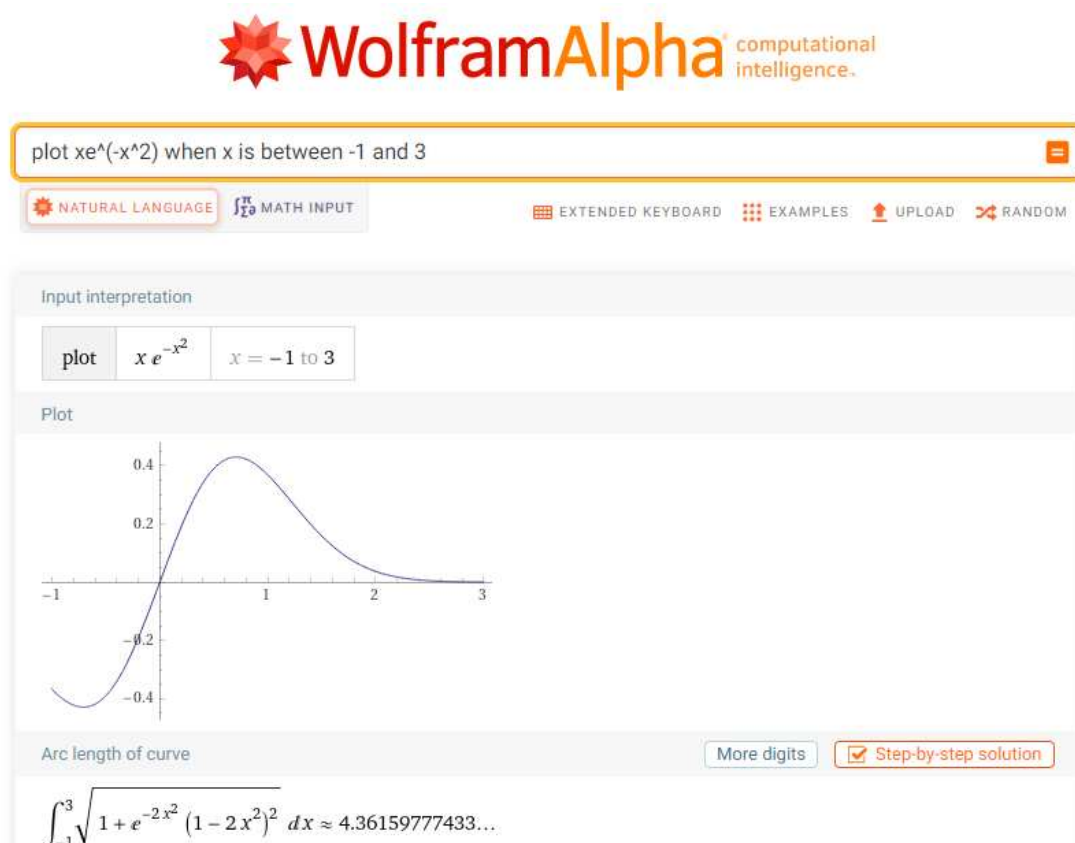 WolframAlpha computational intelligence™
plot xe^(-x^2) when x is between -1 and 3
NATURAL LANGUAGE
∫Σ∂π MATH INPUT
EXTENDED KEYBOARD
EXAMPLES
UPLOAD
RANDOM
Input interpretation
plot x e^(-x^2) x = -1 to 3
Plot
0.4
0.2
-1 1 2 3
-0.2
-0.4
Arc length of curve
More digits
Step-by-step solution
∫_(-1)^3 √(1 + e^(-2 x^2) (1 - 2 x^2)^2) dx ≈ 4.36159777433...